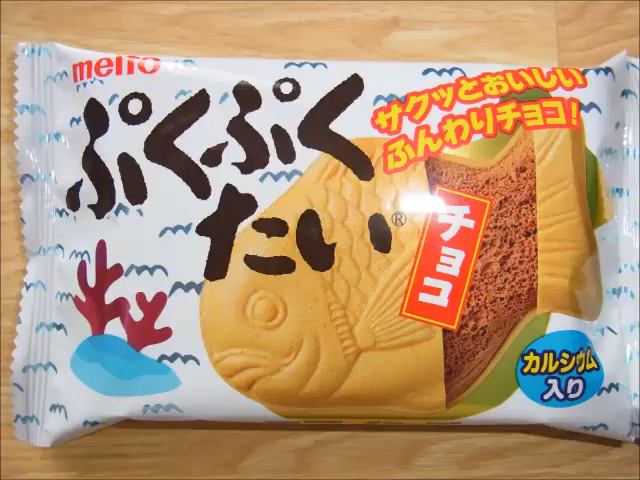 meito
サクッとおいしい
ふんわりチョコ!
ぷくぷく
たい®
チョコ
カルシウム
入り